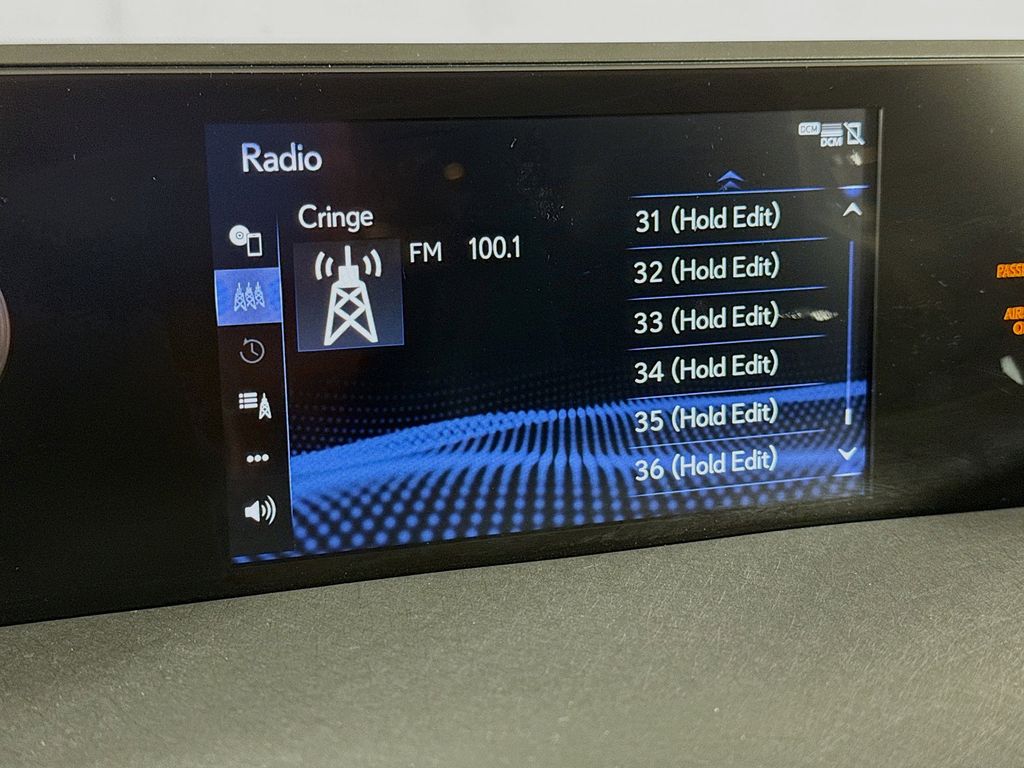 Radio
DCM
DCM
Cringe
FM 100.1
31 (Hold Edit)
32 (Hold Edit)
33 (Hold Edit)
34 (Hold Edit)
35 (Hold Edit)
36 (Hold Edit)